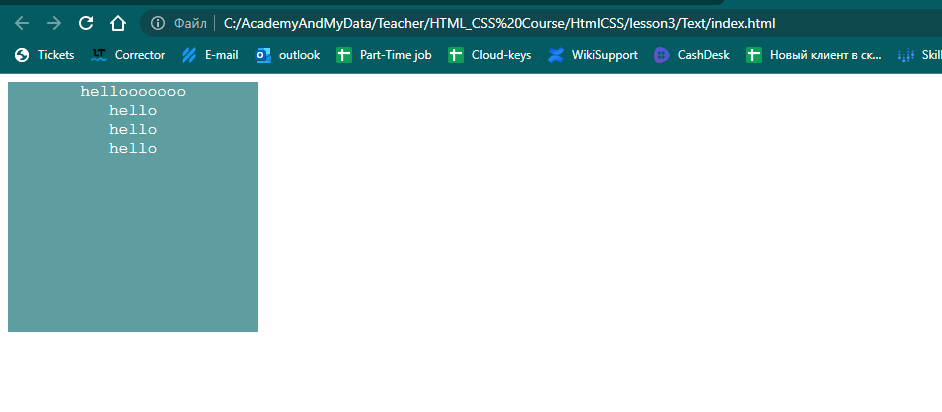 Файл C:/AcademyAndMyData/Teacher/HTML_CSS%20Course/HtmlCSS/lesson3/Text/index.html
Tickets LT Corrector E-mail outlook Part-Time job Cloud-keys WikiSupport CashDesk Новый клиент в ск... Skill
hellooooooo
hello
hello
hello